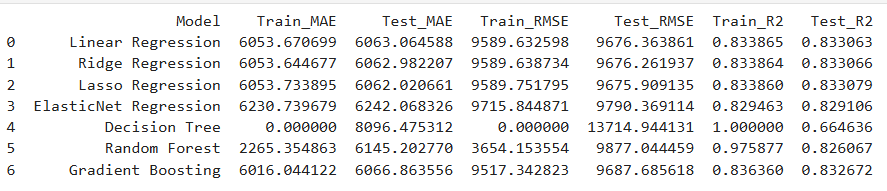 Model Train_MAE Test_MAE Train_RMSE Test_RMSE Train_R2 Test_R2
0 Linear Regression 6053.670699 6063.064588 9589.632598 9676.363861 0.833865 0.833063
1 Ridge Regression 6053.644677 6062.982207 9589.638734 9676.261937 0.833864 0.833066
2 Lasso Regression 6053.733895 6062.020661 9589.751795 9675.909135 0.833860 0.833079
3 ElasticNet Regression 6230.739679 6242.068326 9715.844871 9790.369114 0.829463 0.829106
4 Decision Tree 0.000000 8096.475312 0.000000 13714.944131 1.000000 0.664636
5 Random Forest 2265.354863 6145.202770 3654.153554 9877.044459 0.975877 0.826067
6 Gradient Boosting 6016.044122 6066.863556 9517.342823 9687.685618 0.836360 0.832672